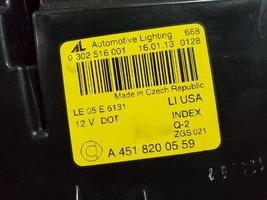 AL Automotive Lighting 668
0 302 516 001 16.01.13 0128
Made in Czech Republic
LE 05 E 6131 LI USA
12 V DOT INDEX
Q-2
ZGS 021
A 451 820 05 59